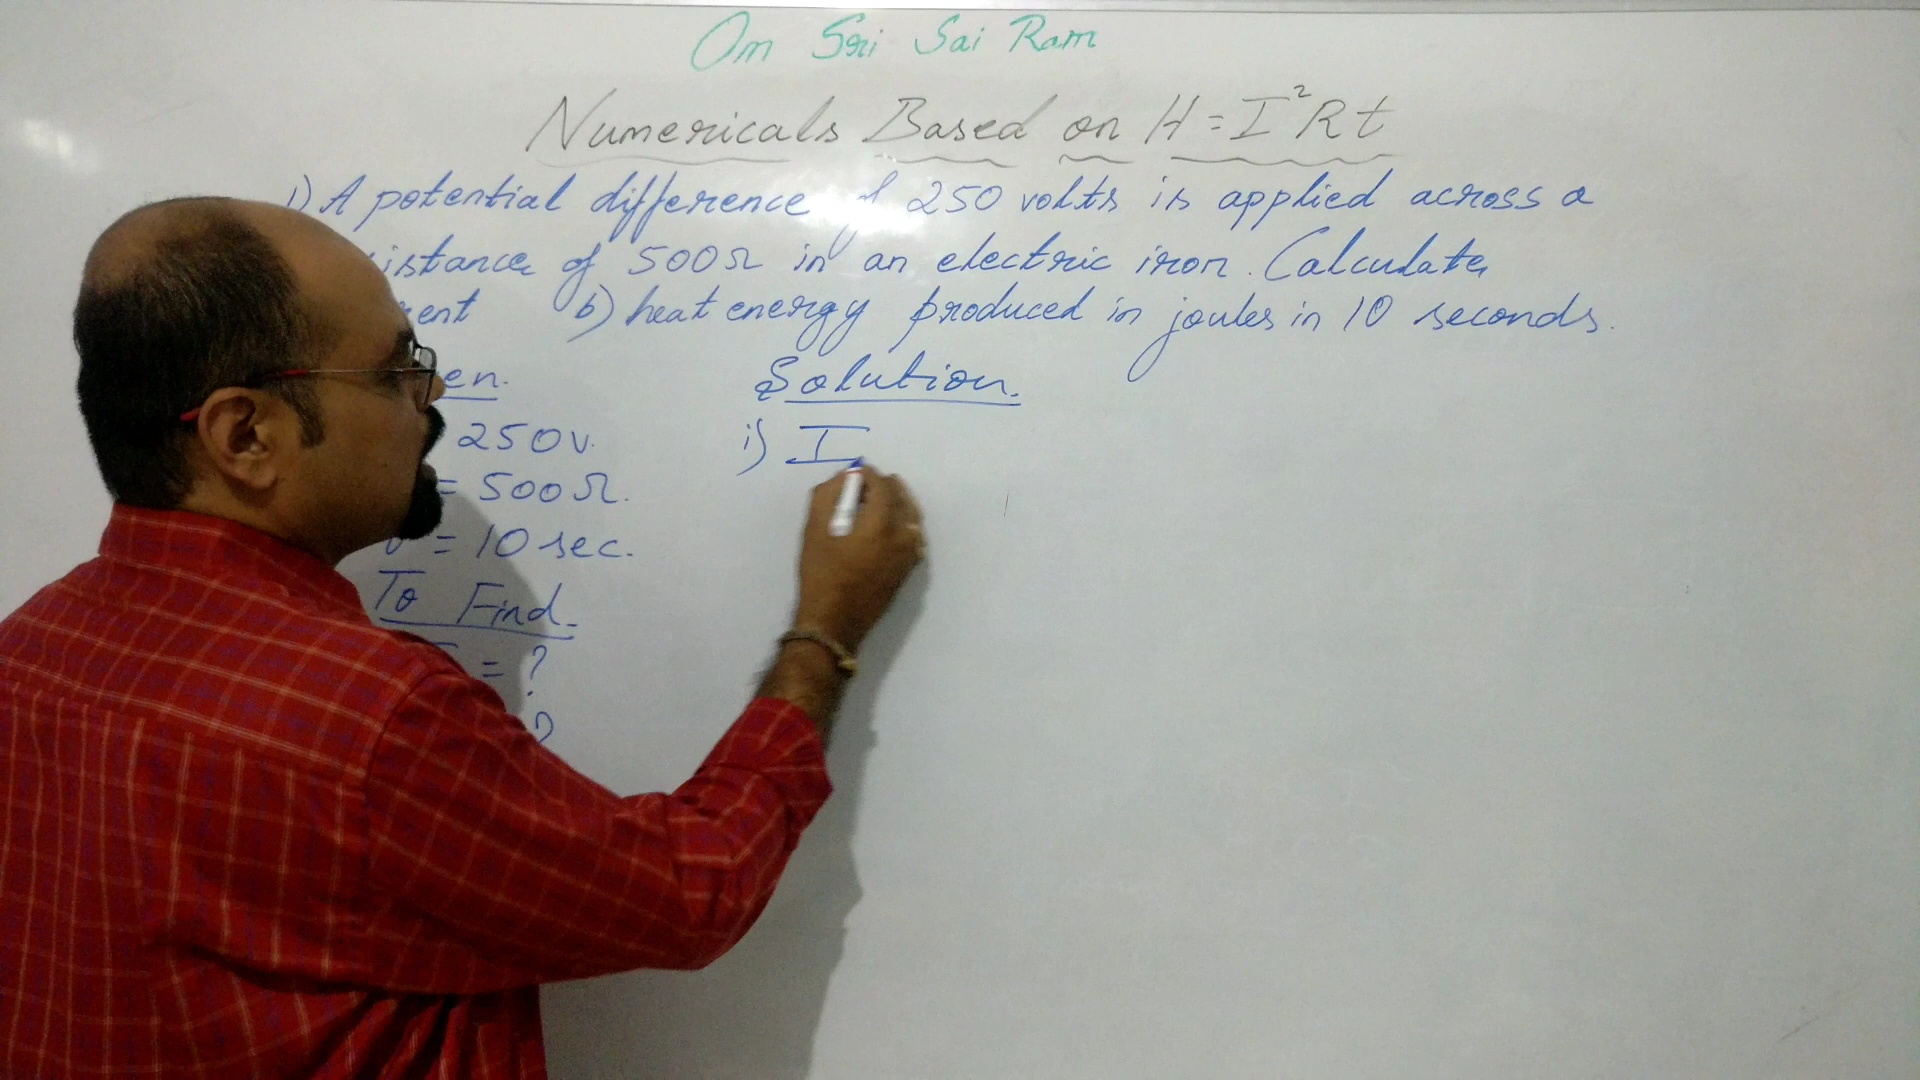 Om Sri Sai Ram
Numericals Based on H = I²Rt
1) A potential difference of 250 volts is applied across a
istance of 500Ω in an electric iron. Calculate
ent b) heat energy produced in joules in 10 seconds.
en. Solution.
250v. i) I
= 500Ω.
= 10 sec.
To Find.
= ?
?